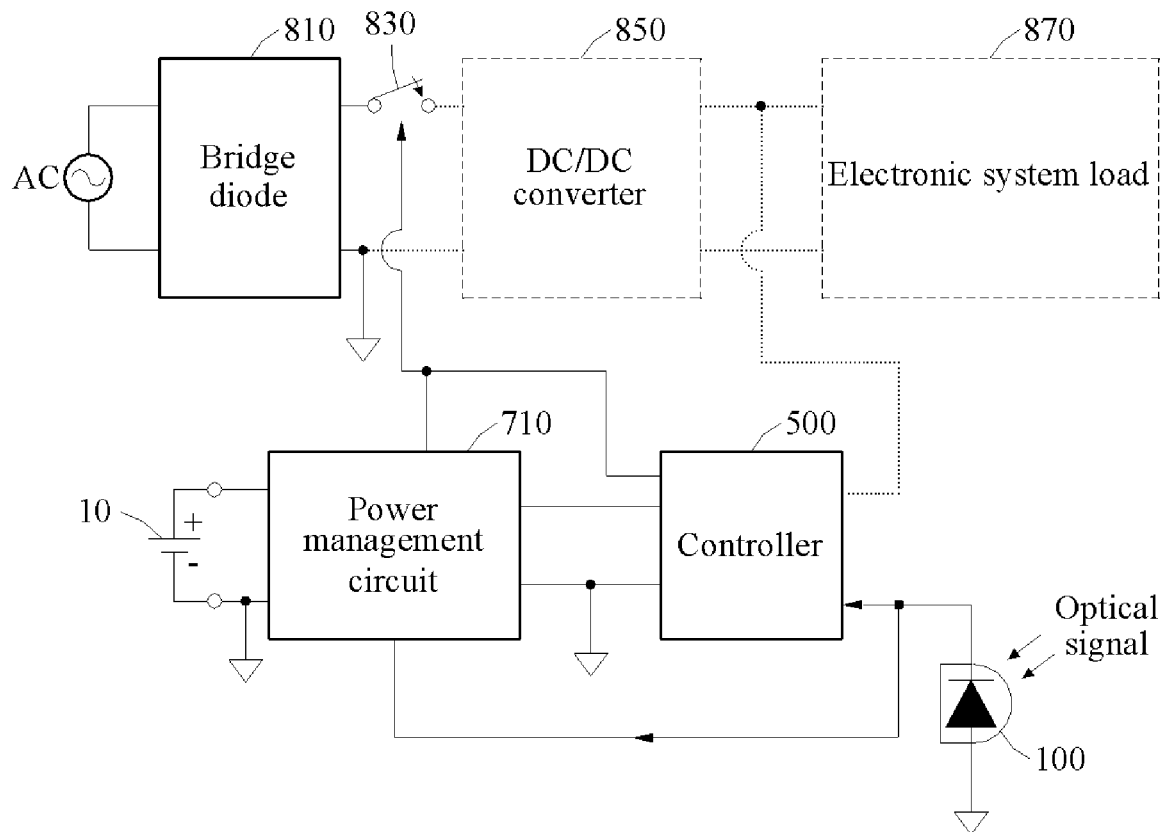 810
830
850
870
AC
Bridge
diode
DC/DC
converter
Electronic system load
710
500
10
+
-
Power
management
circuit
Controller
Optical
signal
100